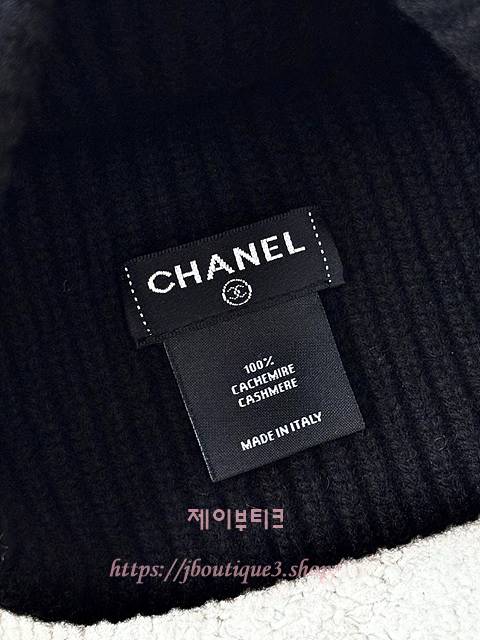 CHANEL
100%
CACHEMIRE
CASHMERE
MADE IN ITALY
제이부티크
https://jboutique3.shop